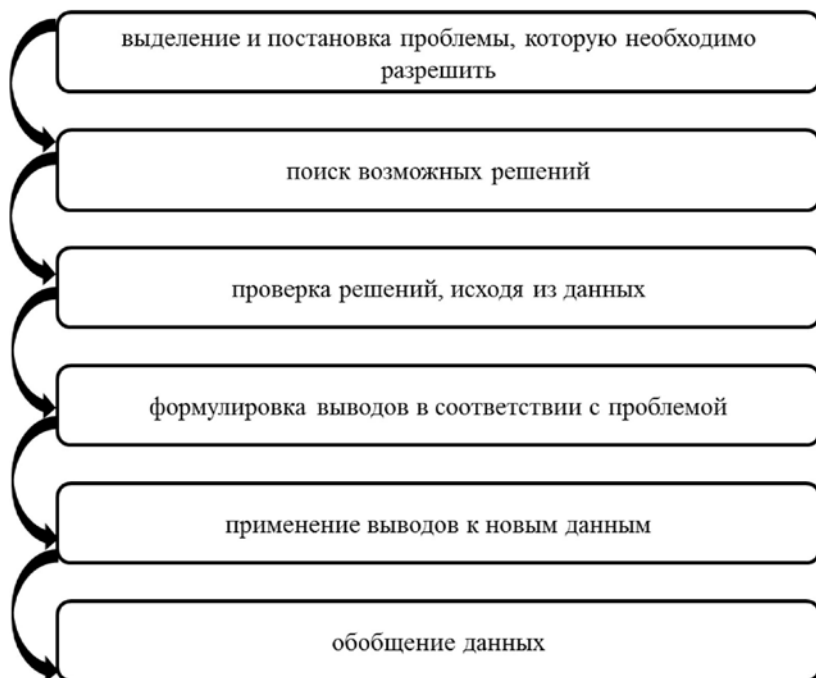 выделение и постановка проблемы, которую необходимо
разрешить
поиск возможных решений
проверка решений, исходя из данных
формулировка выводов в соответствии с проблемой
применение выводов к новым данным
обобщение данных